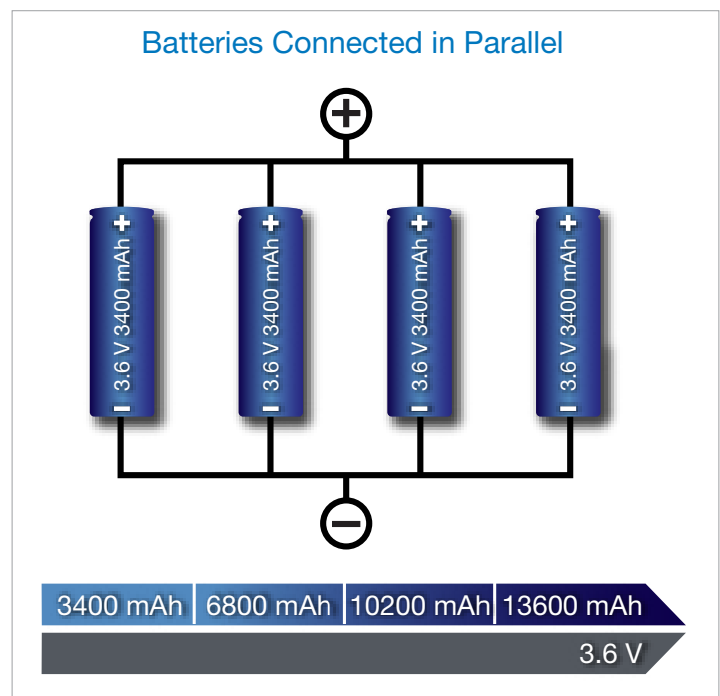 Batteries Connected in Parallel
+
+ + + +
3.6 V 3400 mAh
3.6 V 3400 mAh
3.6 V 3400 mAh
3.6 V 3400 mAh
− − − −
−
3400 mAh 6800 mAh 10200 mAh 13600 mAh
3.6 V